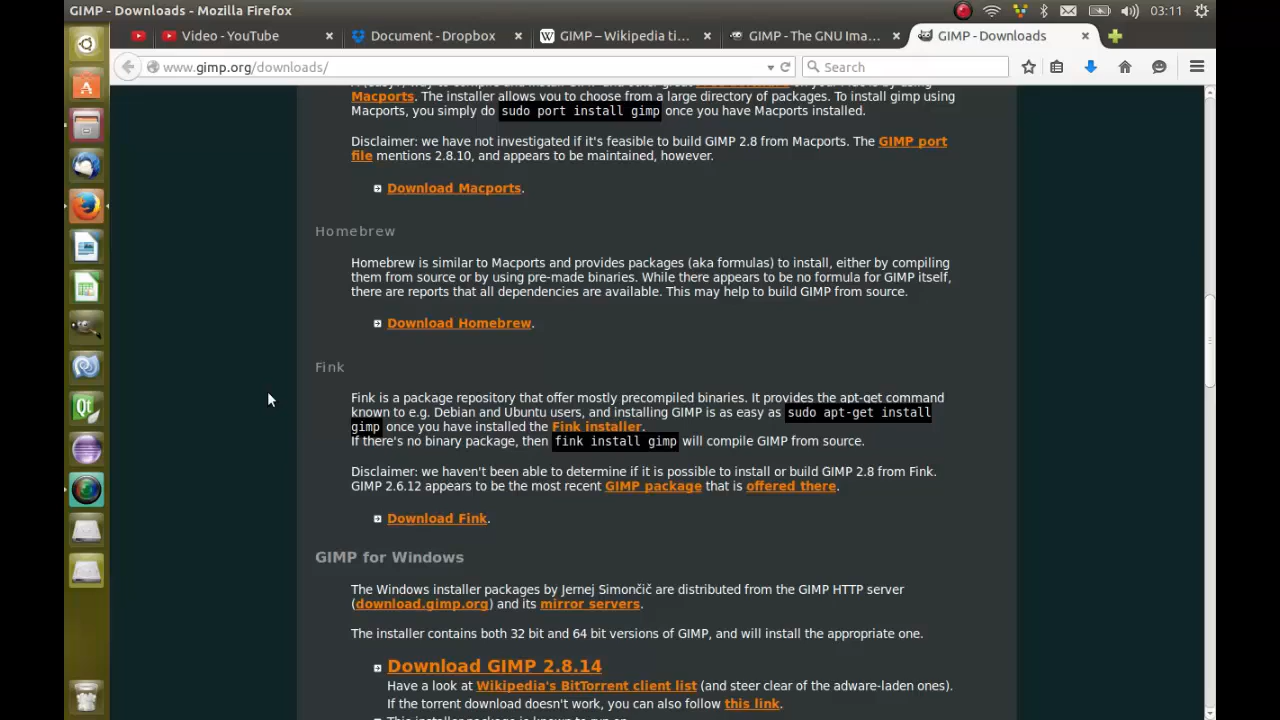 GIMP - Downloads - Mozilla Firefox
03:11
Video - YouTube
Document - Dropbox
GIMP – Wikipedia ti...
GIMP - The GNU Ima...
GIMP - Downloads
www.gimp.org/downloads/
Search
Macports. The installer allows you to choose from a large directory of packages. To install gimp using
Macports, you simply do sudo port install gimp once you have Macports installed.
Disclaimer: we have not investigated if it's feasible to build GIMP 2.8 from Macports. The GIMP port
file mentions 2.8.10, and appears to be maintained, however.
Download Macports.
Homebrew
Homebrew is similar to Macports and provides packages (aka formulas) to install, either by compiling
them from source or by using pre-made binaries. While there appears to be no formula for GIMP itself,
there are reports that all dependencies are available. This may help to build GIMP from source.
Download Homebrew.
Fink
Fink is a package repository that offer mostly precompiled binaries. It provides the apt-get command
known to e.g. Debian and Ubuntu users, and installing GIMP is as easy as sudo apt-get install
gimp once you have installed the Fink installer.
If there's no binary package, then fink install gimp will compile GIMP from source.
Disclaimer: we haven't been able to determine if it is possible to install or build GIMP 2.8 from Fink.
GIMP 2.6.12 appears to be the most recent GIMP package that is offered there.
Download Fink.
GIMP for Windows
The Windows installer packages by Jernej Simončič are distributed from the GIMP HTTP server
(download.gimp.org) and its mirror servers.
The installer contains both 32 bit and 64 bit versions of GIMP, and will install the appropriate one.
Download GIMP 2.8.14
Have a look at Wikipedia's BitTorrent client list (and steer clear of the adware-laden ones).
If the torrent download doesn't work, you can also follow this link.